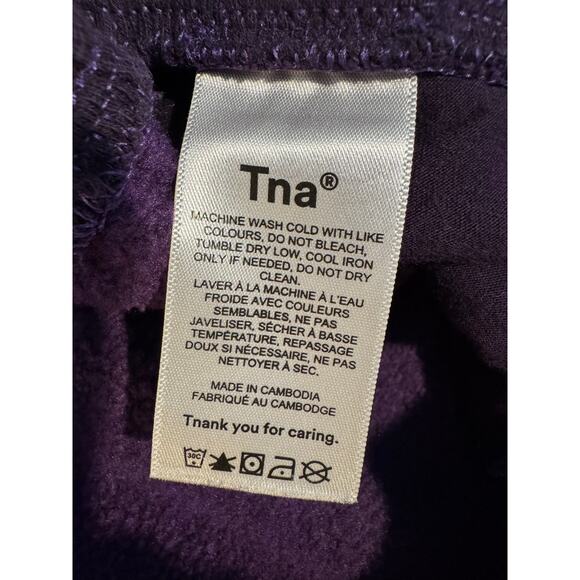 Tna®
MACHINE WASH COLD WITH LIKE
COLOURS, DO NOT BLEACH,
TUMBLE DRY LOW, COOL IRON
ONLY IF NEEDED, DO NOT DRY
CLEAN.
LAVER À LA MACHINE À L'EAU
FROIDE AVEC COULEURS
SEMBLABLES, NE PAS
JAVELISER, SÉCHER À BASSE
TEMPÉRATURE, REPASSAGE
DOUX SI NÉCESSAIRE, NE PAS
NETTOYER À SEC.
MADE IN CAMBODIA
FABRIQUÉ AU CAMBODGE
Tnank you for caring.
30C